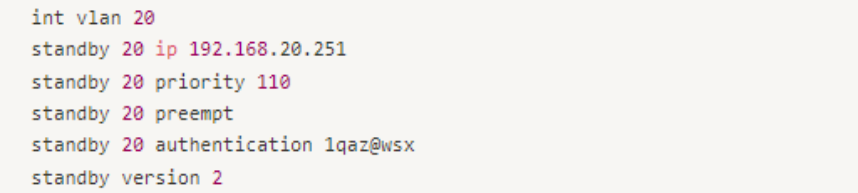 int vlan 20
standby 20 ip 192.168.20.251
standby 20 priority 110
standby 20 preempt
standby 20 authentication 1qaz@wsx
standby version 2